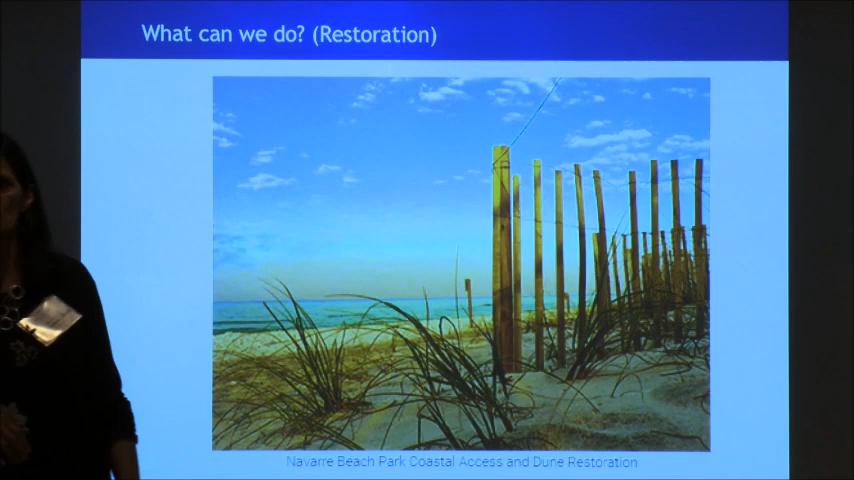 What can we do? (Restoration)
Navarre Beach Park Coastal Access and Dune Restoration